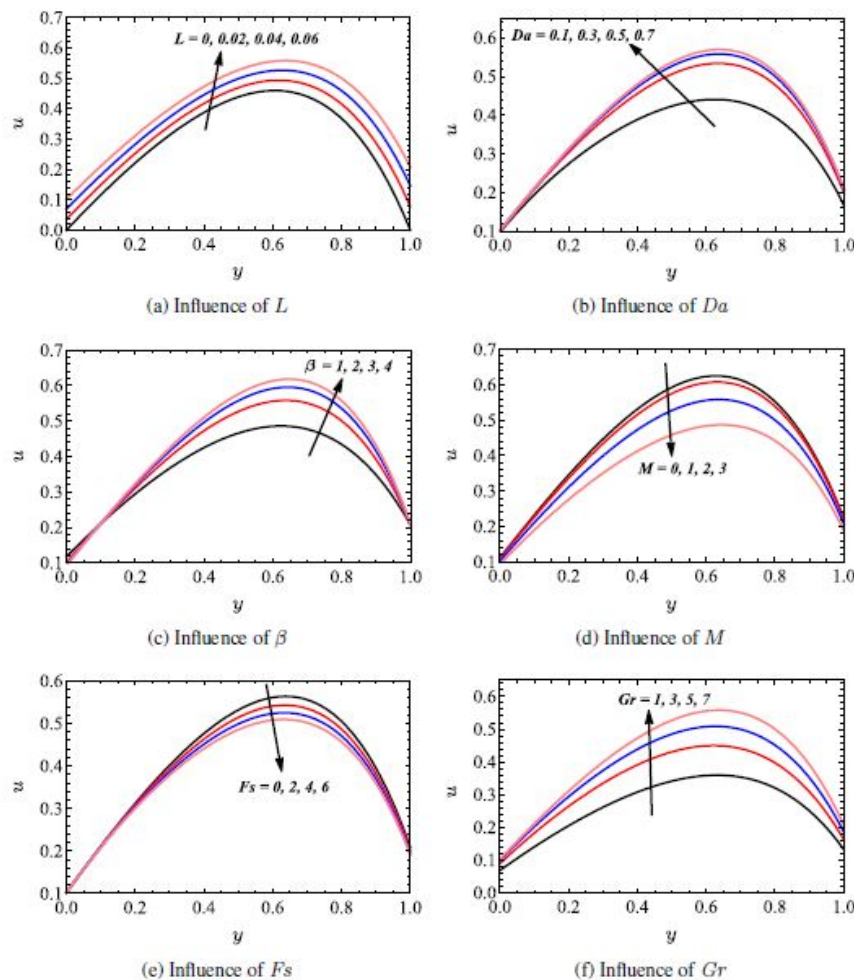 L = 0, 0.02, 0.04, 0.06
0.7
0.6
0.5
0.4
0.3
0.2
0.1
0.0
u
0.0 0.2 0.4 0.6 0.8 1.0
y
(a) Influence of L
Da = 0.1, 0.3, 0.5, 0.7
0.6
0.5
0.4
0.3
0.2
0.1
u
0.0 0.2 0.4 0.6 0.8 1.0
y
(b) Influence of Da
0.7
0.6
0.5
0.4
0.3
0.2
0.1
u
β = 1, 2, 3, 4
0.0 0.2 0.4 0.6 0.8 1.0
y
(c) Influence of β
0.7
0.6
0.5
0.4
0.3
0.2
0.1
u
M = 0, 1, 2, 3
0.0 0.2 0.4 0.6 0.8 1.0
y
(d) Influence of M
0.6
0.5
0.4
0.3
0.2
0.1
u
Fs = 0, 2, 4, 6
0.0 0.2 0.4 0.6 0.8 1.0
y
(e) Influence of Fs
0.6
0.5
0.4
0.3
0.2
0.1
0.0
u
Gr = 1, 3, 5, 7
0.0 0.2 0.4 0.6 0.8 1.0
y
(f) Influence of Gr